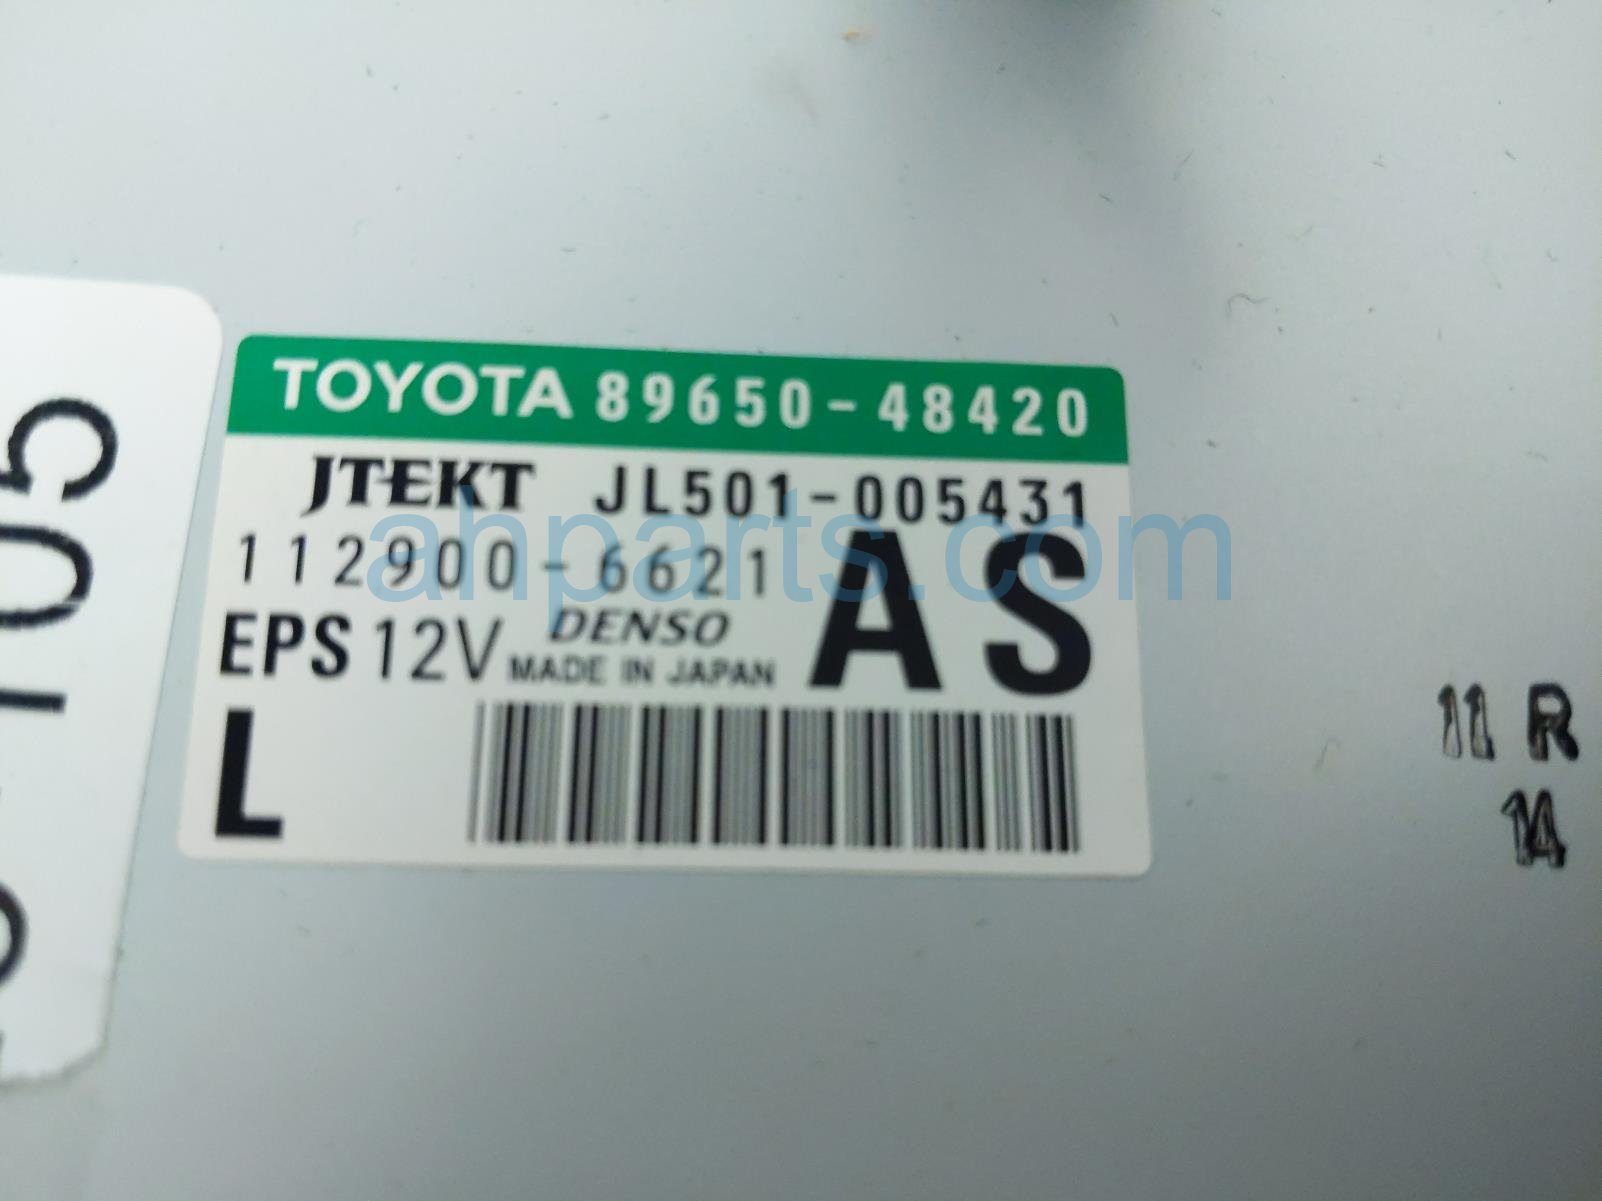 TOYOTA 89650-48420
JTEKT JL501-005431
112900-6621
AS
EPS 12V DENSO
MADE IN JAPAN
L
ahparts.com
11 R
14
105